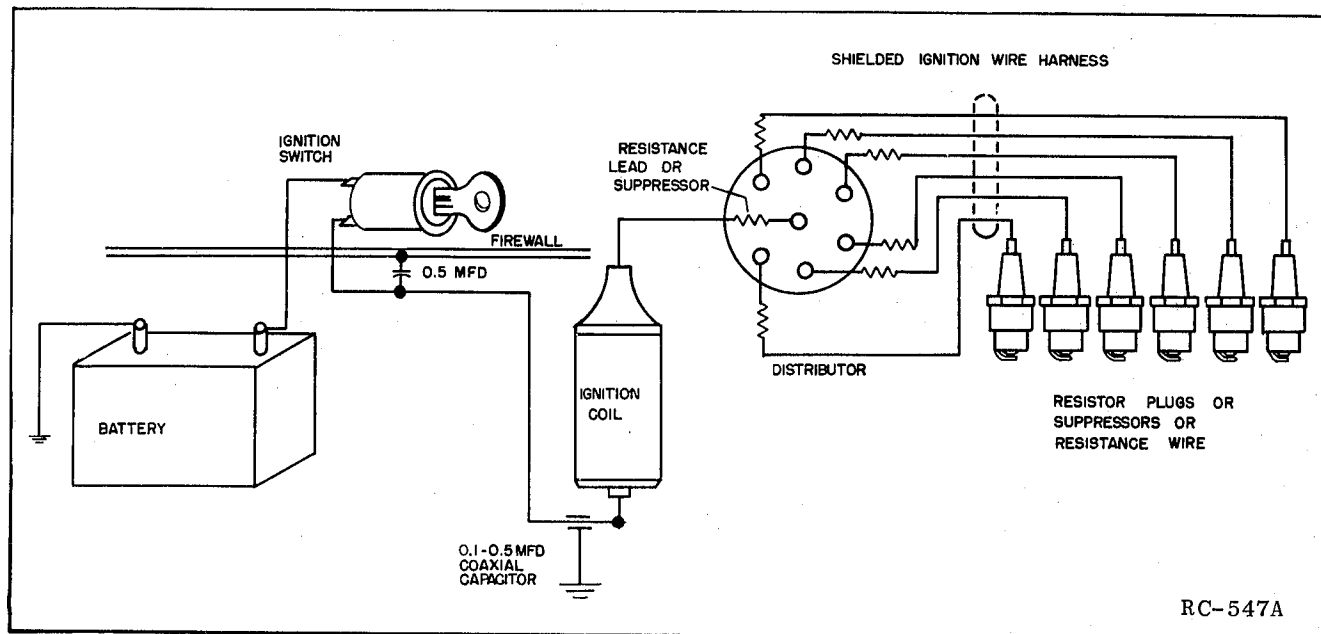 SHIELDED IGNITION WIRE HARNESS
IGNITION
SWITCH
RESISTANCE
LEAD OR
SUPPRESSOR
FIREWALL
0.5 MFD
DISTRIBUTOR
IGNITION
COIL
BATTERY
RESISTOR PLUGS OR
SUPPRESSORS OR
RESISTANCE WIRE
0.1-0.5 MFD
COAXIAL
CAPACITOR
RC-547A